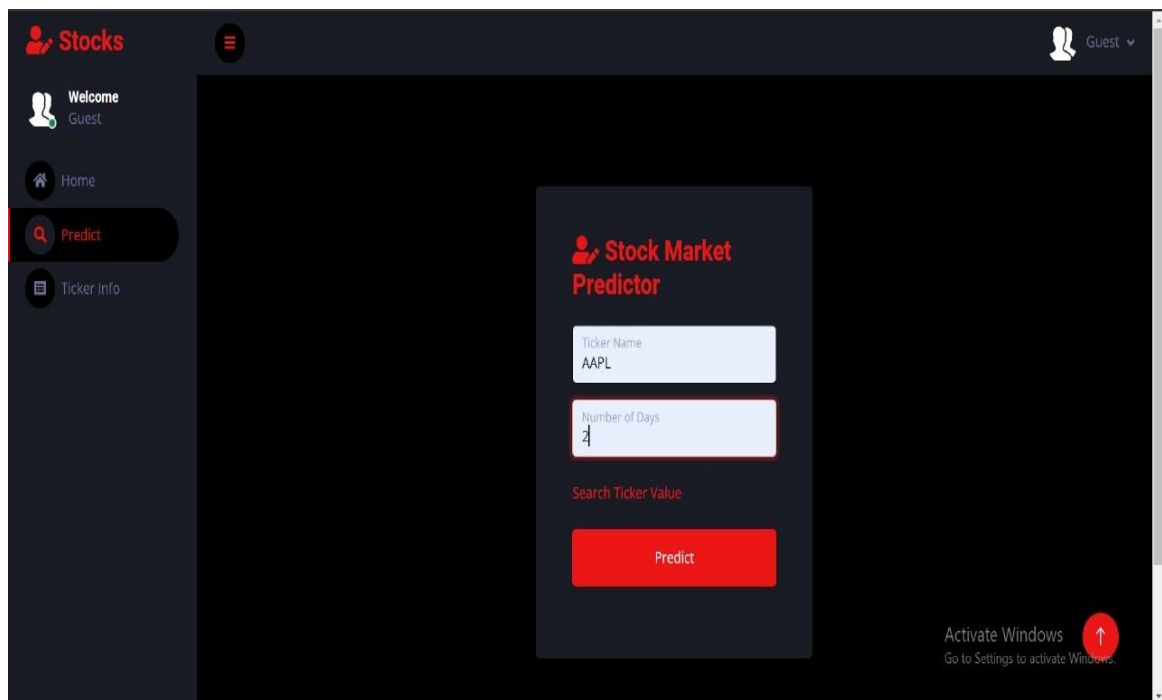 Stocks
Guest
Welcome
Guest
Home
Predict
Ticker Info
Stock Market
Predictor
Ticker Name
AAPL
Number of Days
2
Search Ticker Value
Predict
Activate Windows
Go to Settings to activate Windows.